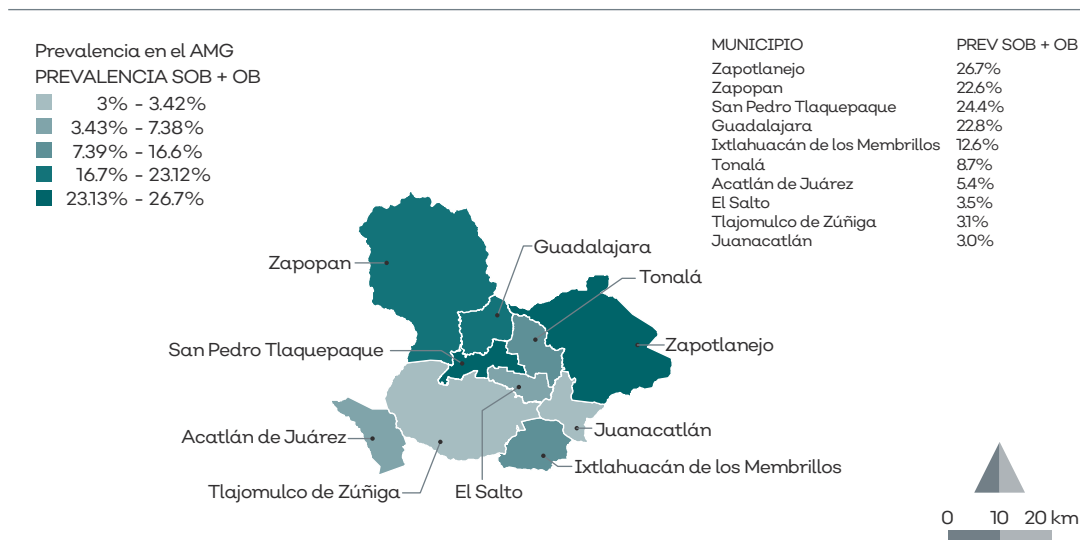 Prevalencia en el AMG
PREVALENCIA SOB + OB
3% - 3.42%
3.43% - 7.38%
7.39% - 16.6%
16.7% - 23.12%
23.13% - 26.7%
MUNICIPIO PREV SOB + OB
Zapotlanejo 26.7%
Zapopan 22.6%
San Pedro Tlaquepaque 24.4%
Guadalajara 22.8%
Ixtlahuacán de los Membrillos 12.6%
Tonalá 8.7%
Acatlán de Juárez 5.4%
El Salto 3.5%
Tlajomulco de Zúñiga 3.1%
Juanacatlán 3.0%
Guadalajara
Zapopan
Tonalá
San Pedro Tlaquepaque
Zapotlanejo
Acatlán de Juárez
Juanacatlán
Ixtlahuacán de los Membrillos
Tlajomulco de Zúñiga
El Salto
0 10 20 km